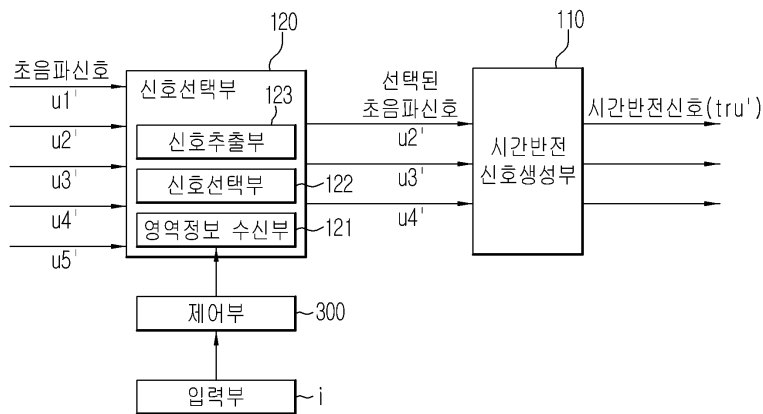 120
110
초음파신호
u1'
u2'
u3'
u4'
u5'
신호선택부
123
신호추출부
신호선택부
122
영역정보 수신부
121
선택된
초음파신호
u2'
u3'
u4'
시간반전
신호생성부
시간반전신호(tru')
제어부
300
입력부
i